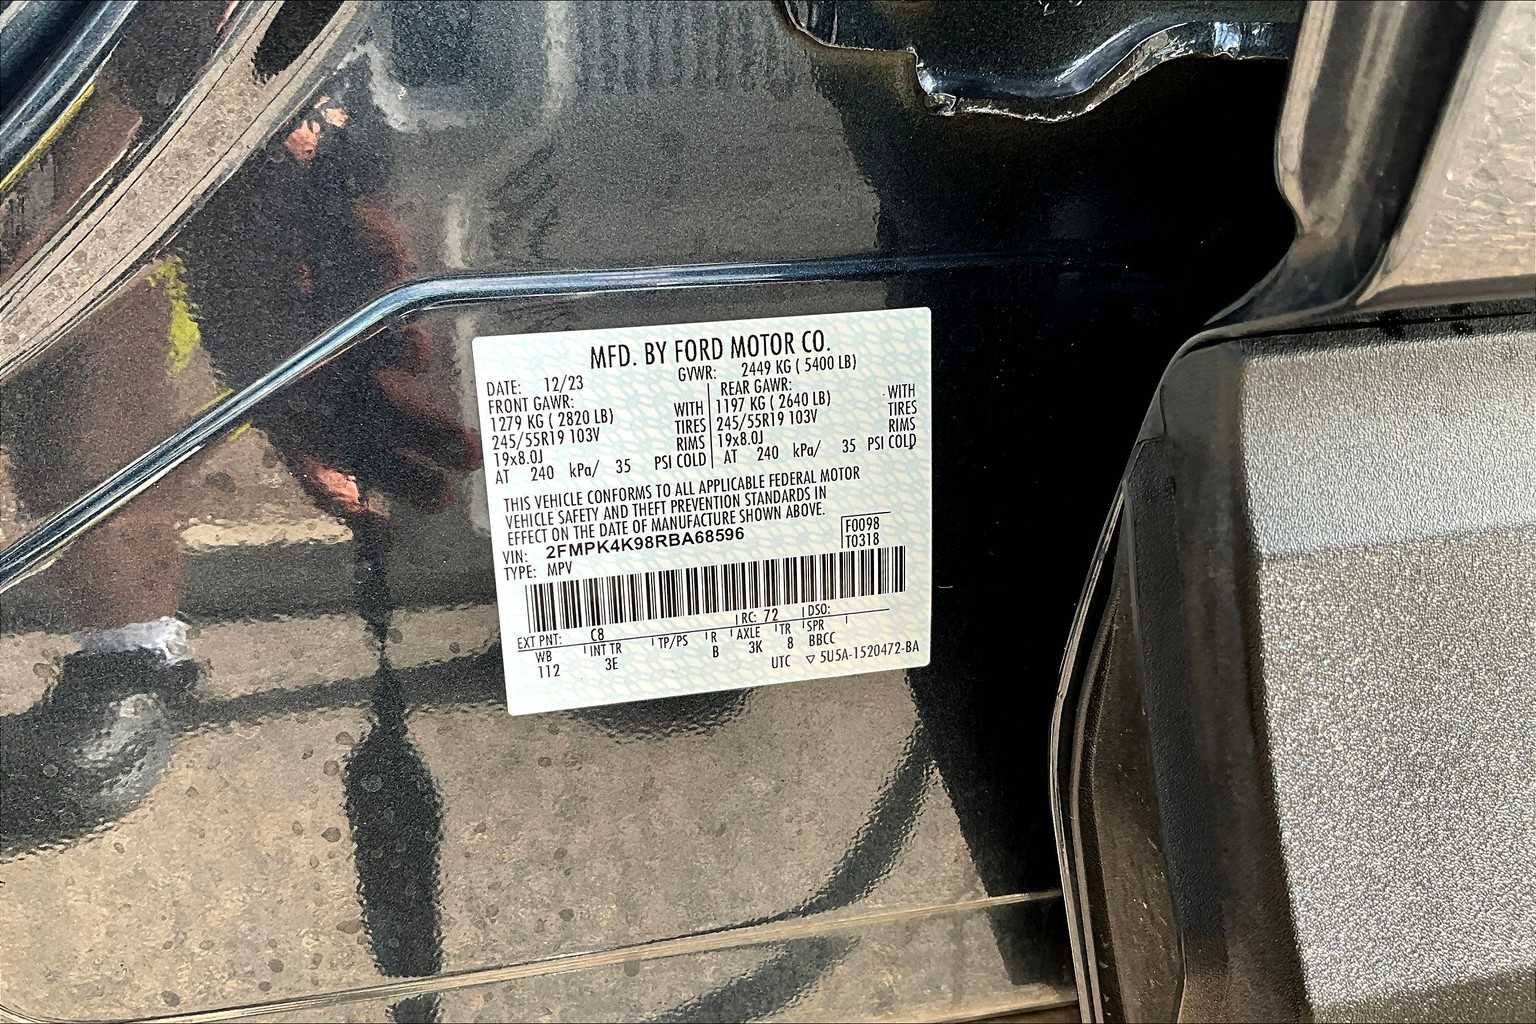 MFD. BY FORD MOTOR CO.
DATE: 12/23 GVWR: 2449 KG ( 5400 LB)
FRONT GAWR: REAR GAWR:
1279 KG ( 2820 LB) WITH 1197 KG ( 2640 LB) WITH
245/55R19 103V TIRES 245/55R19 103V TIRES
19x8.0J RIMS 19x8.0J RIMS
AT 240 kPa/ 35 PSI COLD AT 240 kPa/ 35 PSI COLD
THIS VEHICLE CONFORMS TO ALL APPLICABLE FEDERAL MOTOR
VEHICLE SAFETY AND THEFT PREVENTION STANDARDS IN
EFFECT ON THE DATE OF MANUFACTURE SHOWN ABOVE.
VIN: 2FMPK4K98RBA68596 F0098
TYPE: MPV T0318
EXT PNT: C8 RC: 72 DSO:
WB INT TR TP/PS R AXLE TR SPR
112 3E B 3K 8 BBCC
UTC ▽ 5U5A-1520472-BA